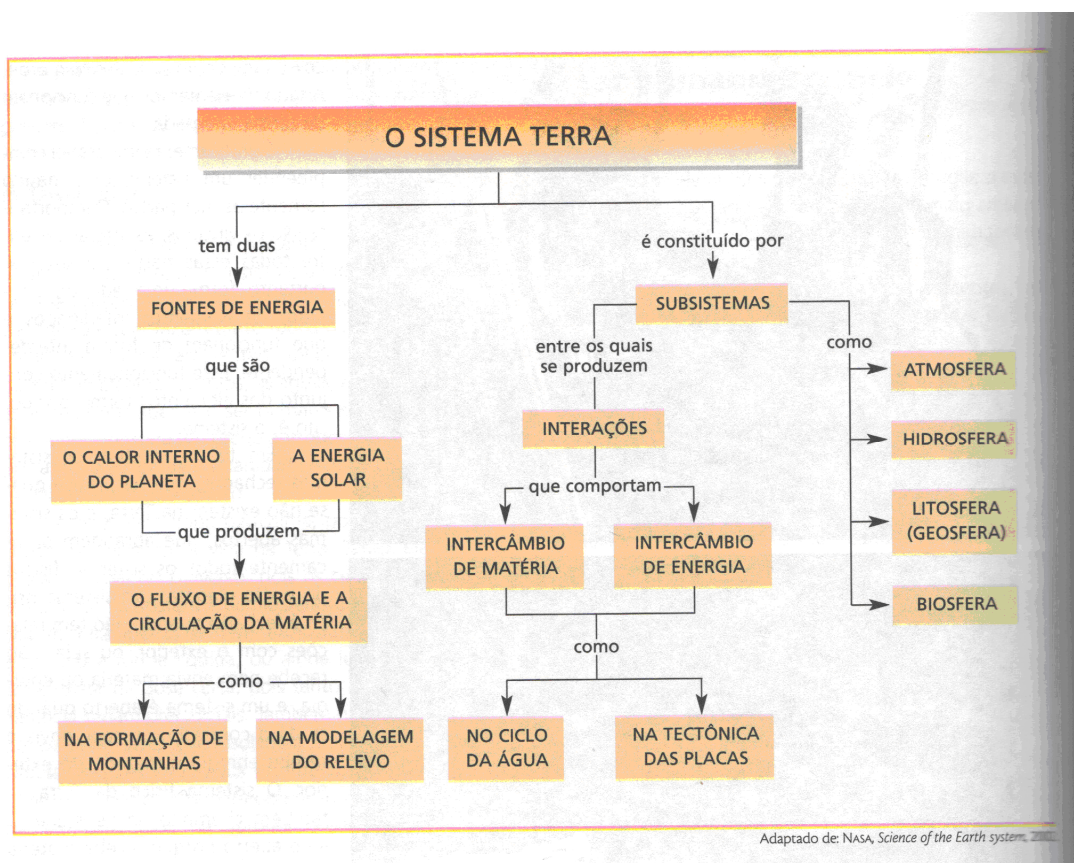 O SISTEMA TERRA
tem duas
FONTES DE ENERGIA
que são
O CALOR INTERNO
DO PLANETA
A ENERGIA
SOLAR
que produzem
O FLUXO DE ENERGIA E A
CIRCULAÇÃO DA MATÉRIA
como
NA FORMAÇÃO DE
MONTANHAS
NA MODELAGEM
DO RELEVO
é constituído por
SUBSISTEMAS
entre os quais
se produzem
INTERAÇÕES
que comportam
INTERCÂMBIO
DE MATÉRIA
INTERCÂMBIO
DE ENERGIA
como
NO CICLO
DA ÁGUA
NA TECTÔNICA
DAS PLACAS
como
ATMOSFERA
HIDROSFERA
LITOSFERA
(GEOSFERA)
BIOSFERA
Adaptado de: NASA, Science of the Earth system,